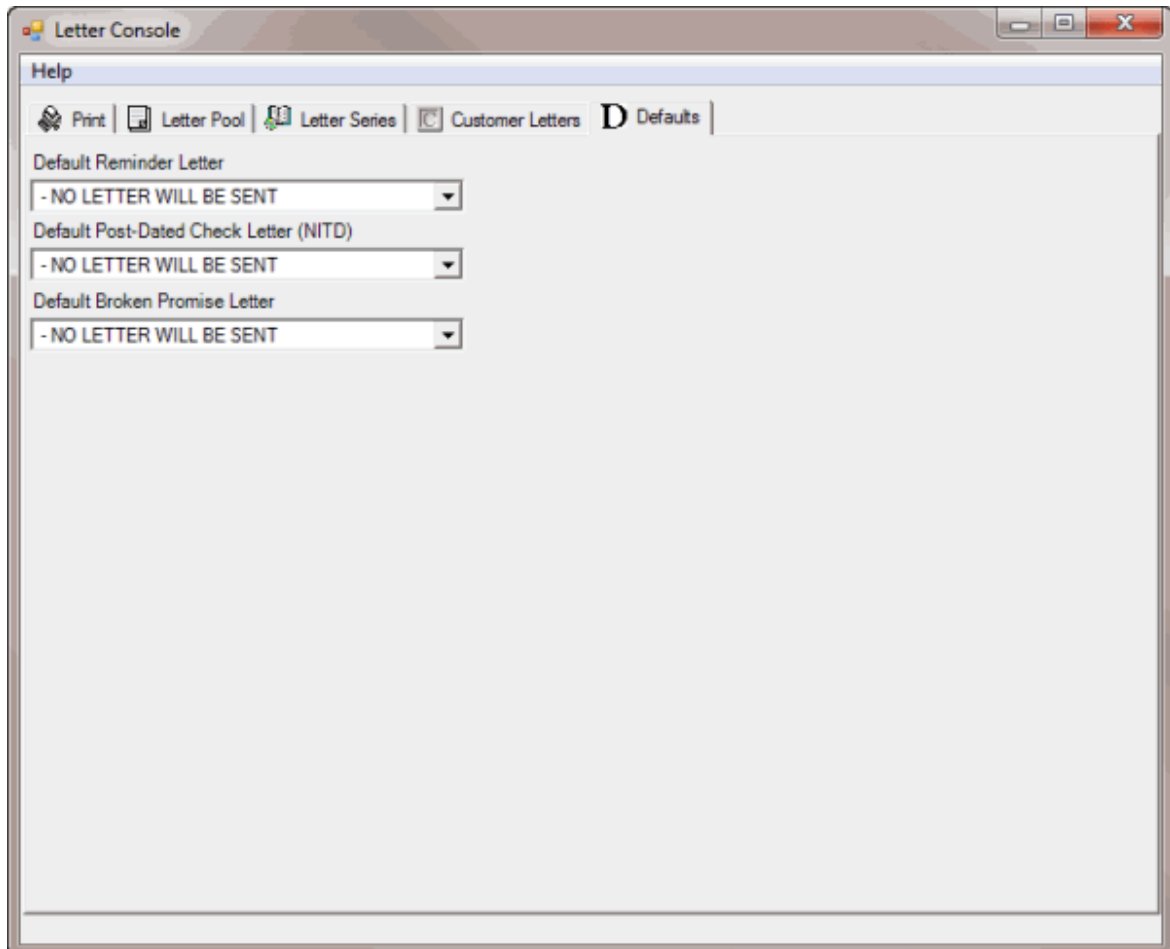 Letter Console
Help
Print Letter Pool Letter Series C Customer Letters D Defaults
Default Reminder Letter
- NO LETTER WILL BE SENT
Default Post-Dated Check Letter (NITD)
- NO LETTER WILL BE SENT
Default Broken Promise Letter
- NO LETTER WILL BE SENT